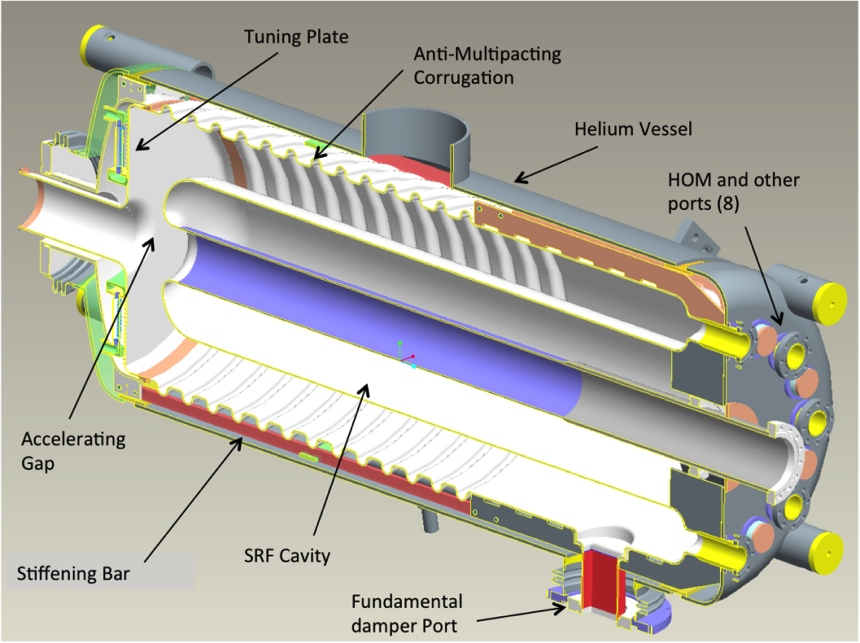 Tuning Plate
Anti-Multipacting
Corrugation
Helium Vessel
HOM and other
ports (8)
Accelerating
Gap
SRF Cavity
Stiffening Bar
Fundamental
damper Port